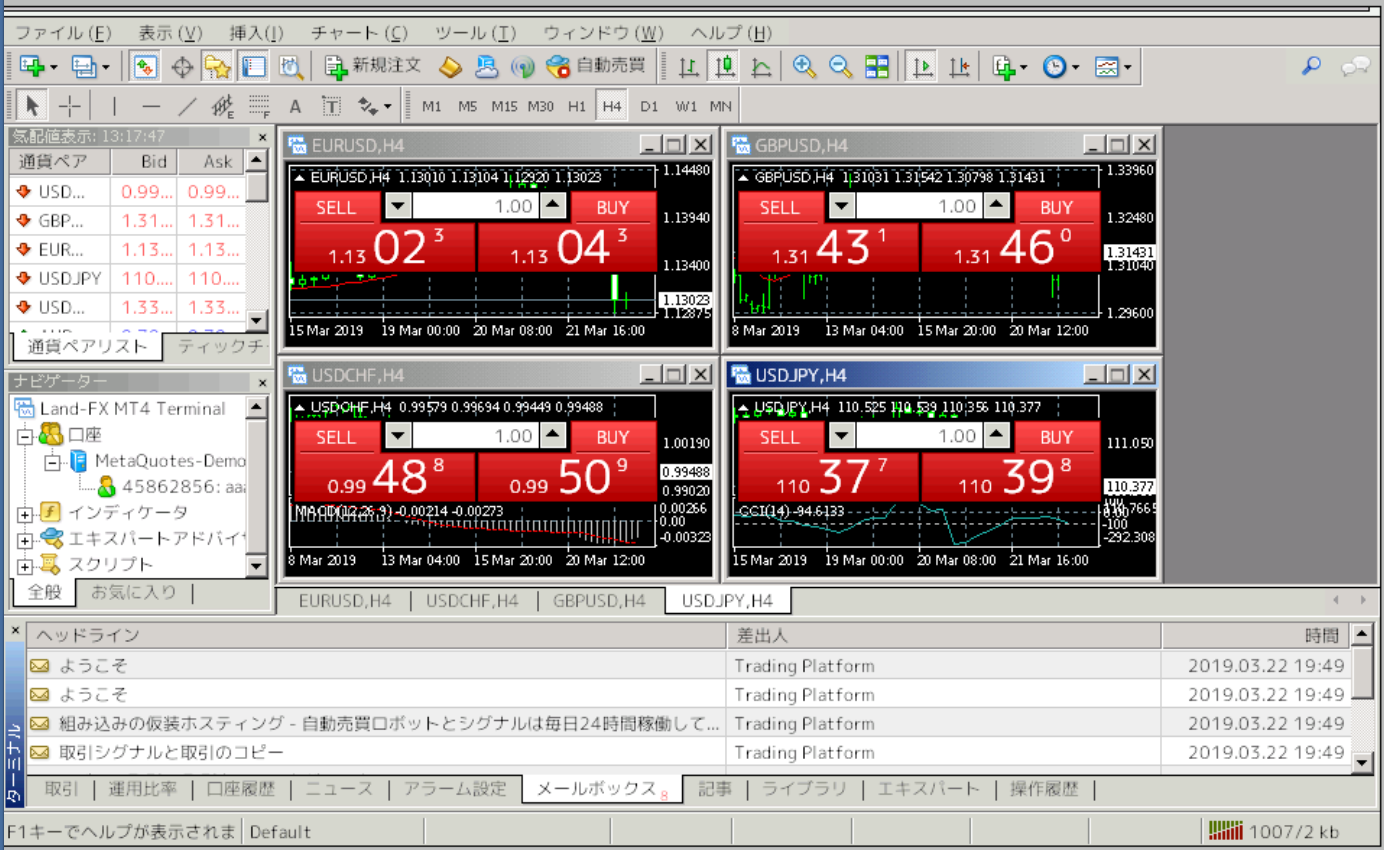 ファイル(F) 表示(V) 挿入(I) チャート(C) ツール(T) ウィンドウ(W) ヘルプ(H)
新規注文 自動売買
E F A T M1 M5 M15 M30 H1 H4 D1 W1 MN
気配値表示: 13:17:47
通貨ペア Bid Ask
USD... 0.99... 0.99...
GBP... 1.31... 1.31...
EUR... 1.13... 1.13...
USDJPY 110.... 110....
USD... 1.33... 1.33...
通貨ペアリスト ティックチ
ナビゲーター
Land-FX MT4 Terminal
口座
MetaQuotes-Demo
45862856: aa
インディケータ
エキスパートアドバイ
スクリプト
全般 お気に入り
EURUSD,H4
EURUSD,H4 1.13010 1.13104 1.12920 1.13023
SELL 1.00 BUY
1.13 02 3 1.13 04 3
1.14480
1.13940
1.13400
1.13023
1.12875
15 Mar 2019 19 Mar 00:00 20 Mar 08:00 21 Mar 16:00
GBPUSD,H4
GBPUSD,H4 1.31031 1.31542 1.30798 1.31431
SELL 1.00 BUY
1.31 43 1 1.31 46 0
1.33960
1.32480
1.31431
1.31040
1.29600
8 Mar 2019 13 Mar 04:00 15 Mar 20:00 20 Mar 12:00
USDCHF,H4
USDCHF,H4 0.99579 0.99694 0.99449 0.99488
SELL 1.00 BUY
0.99 48 8 0.99 50 9
1.00190
0.99488
0.99020
MACD(12,26,9) -0.00214 -0.00273
0.00266
0.00
-0.00323
8 Mar 2019 13 Mar 04:00 15 Mar 20:00 20 Mar 12:00
USDJPY,H4
USDJPY,H4 110.525 110.539 110.356 110.377
SELL 1.00 BUY
110 37 7 110 39 8
111.050
110.377
CCI(14) -94.6133
-100
-292.308
15 Mar 2019 19 Mar 00:00 20 Mar 08:00 21 Mar 16:00
EURUSD,H4 USDCHF,H4 GBPUSD,H4 USDJPY,H4
ヘッドライン 差出人 時間
ようこそ Trading Platform 2019.03.22 19:49
ようこそ Trading Platform 2019.03.22 19:49
組み込みの仮装ホスティング - 自動売買ロボットとシグナルは毎日24時間稼働して... Trading Platform 2019.03.22 19:49
取引シグナルと取引のコピー Trading Platform 2019.03.22 19:49
ターミナル
取引 運用比率 口座履歴 ニュース アラーム設定 メールボックス 8 記事 ライブラリ エキスパート 操作履歴
F1キーでヘルプが表示されま Default 1007/2 kb